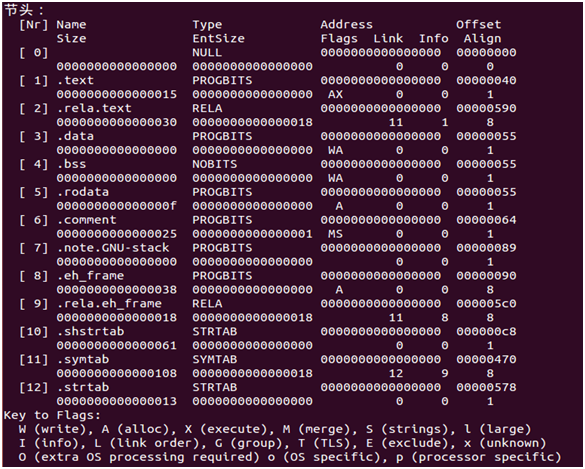 节头：
  [Nr] Name              Type             Address           Offset
       Size              EntSize          Flags  Link  Info  Align
  [ 0]                   NULL             0000000000000000  00000000
       0000000000000000  0000000000000000           0     0     0
  [ 1] .text             PROGBITS         0000000000000000  00000040
       0000000000000015  0000000000000000  AX       0     0     1
  [ 2] .rela.text        RELA             0000000000000000  00000590
       0000000000000030  0000000000000018          11     1     8
  [ 3] .data             PROGBITS         0000000000000000  00000055
       0000000000000000  0000000000000000  WA       0     0     1
  [ 4] .bss              NOBITS           0000000000000000  00000055
       0000000000000000  0000000000000000  WA       0     0     1
  [ 5] .rodata           PROGBITS         0000000000000000  00000055
       000000000000000f  0000000000000000   A       0     0     1
  [ 6] .comment          PROGBITS         0000000000000000  00000064
       0000000000000025  0000000000000001  MS       0     0     1
  [ 7] .note.GNU-stack   PROGBITS         0000000000000000  00000089
       0000000000000000  0000000000000000           0     0     1
  [ 8] .eh_frame         PROGBITS         0000000000000000  00000090
       0000000000000038  0000000000000000   A       0     0     8
  [ 9] .rela.eh_frame    RELA             0000000000000000  000005c0
       0000000000000018  0000000000000018          11     8     8
  [10] .shstrtab         STRTAB           0000000000000000  000000c8
       0000000000000061  0000000000000000           0     0     1
  [11] .symtab           SYMTAB           0000000000000000  00000470
       0000000000000108  0000000000000018          12     9     8
  [12] .strtab           STRTAB           0000000000000000  00000578
       0000000000000013  0000000000000000           0     0     1
Key to Flags:
  W (write), A (alloc), X (execute), M (merge), S (strings), l (large)
  I (info), L (link order), G (group), T (TLS), E (exclude), x (unknown)
  O (extra OS processing required) o (OS specific), p (processor specific)